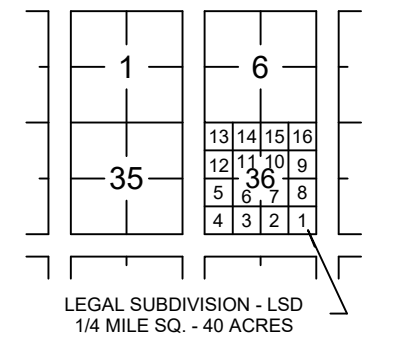 1 6
13 14 15 16
12 11 10 9
35 36
5 6 7 8
4 3 2 1
LEGAL SUBDIVISION - LSD
1/4 MILE SQ. - 40 ACRES